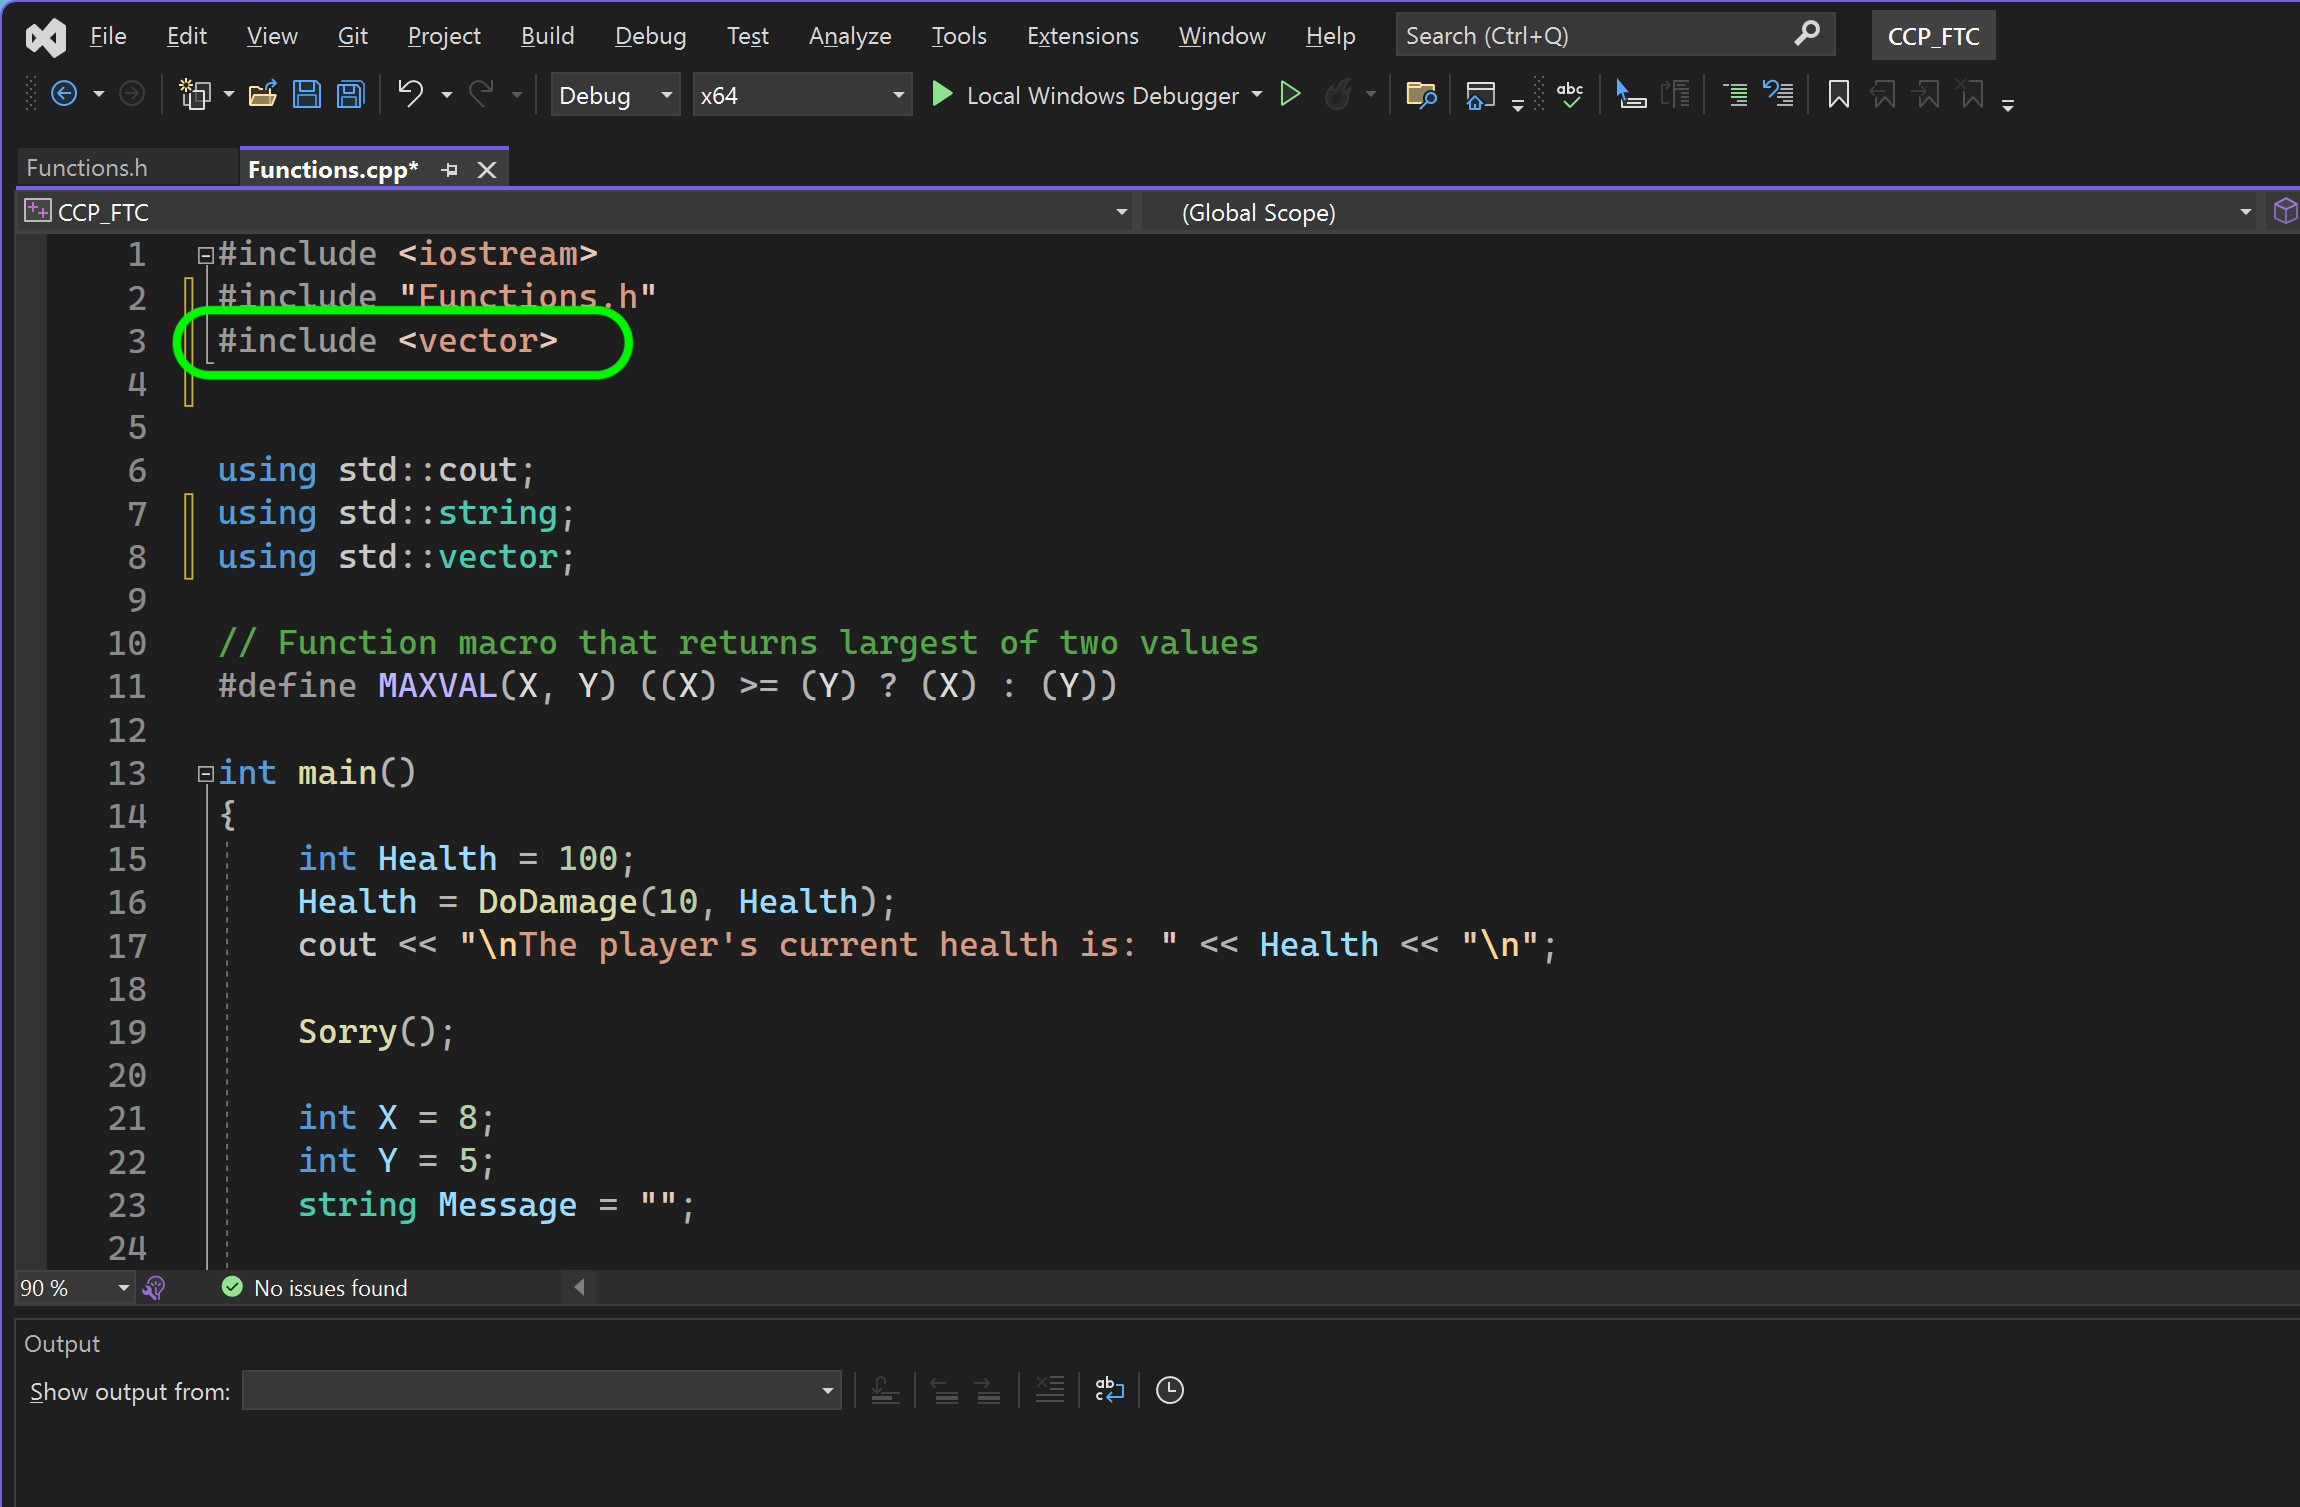 File Edit View Git Project Build Debug Test Analyze Tools Extensions Window Help Search (Ctrl+Q) CCP_FTC
Debug x64 Local Windows Debugger abc
Functions.h Functions.cpp*
CCP_FTC (Global Scope)
1 #include <iostream>
2 #include "Functions.h"
3 #include <vector>
4
5
6 using std::cout;
7 using std::string;
8 using std::vector;
9
10 // Function macro that returns largest of two values
11 #define MAXVAL(X, Y) ((X) >= (Y) ? (X) : (Y))
12
13 int main()
14 {
15 int Health = 100;
16 Health = DoDamage(10, Health);
17 cout << "\nThe player's current health is: " << Health << "\n";
18
19 Sorry();
20
21 int X = 8;
22 int Y = 5;
23 string Message = "";
24
90 % No issues found
Output
Show output from: abc